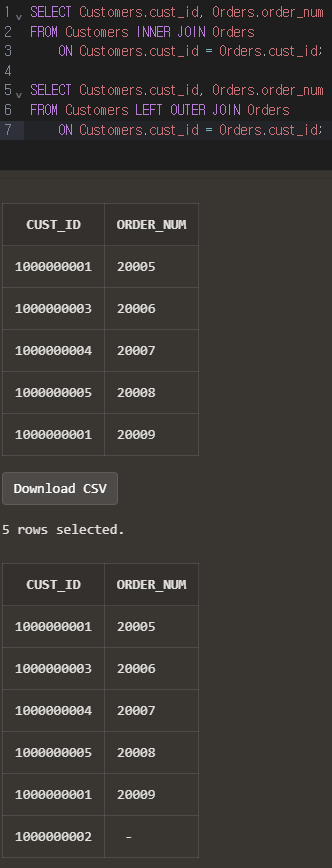 1 SELECT Customers.cust_id, Orders.order_num
2 FROM Customers INNER JOIN Orders
3 ON Customers.cust_id = Orders.cust_id;
4
5 SELECT Customers.cust_id, Orders.order_num
6 FROM Customers LEFT OUTER JOIN Orders
7 ON Customers.cust_id = Orders.cust_id;
CUST_ID ORDER_NUM
1000000001 20005
1000000003 20006
1000000004 20007
1000000005 20008
1000000001 20009
Download CSV
5 rows selected.
CUST_ID ORDER_NUM
1000000001 20005
1000000003 20006
1000000004 20007
1000000005 20008
1000000001 20009
1000000002 -